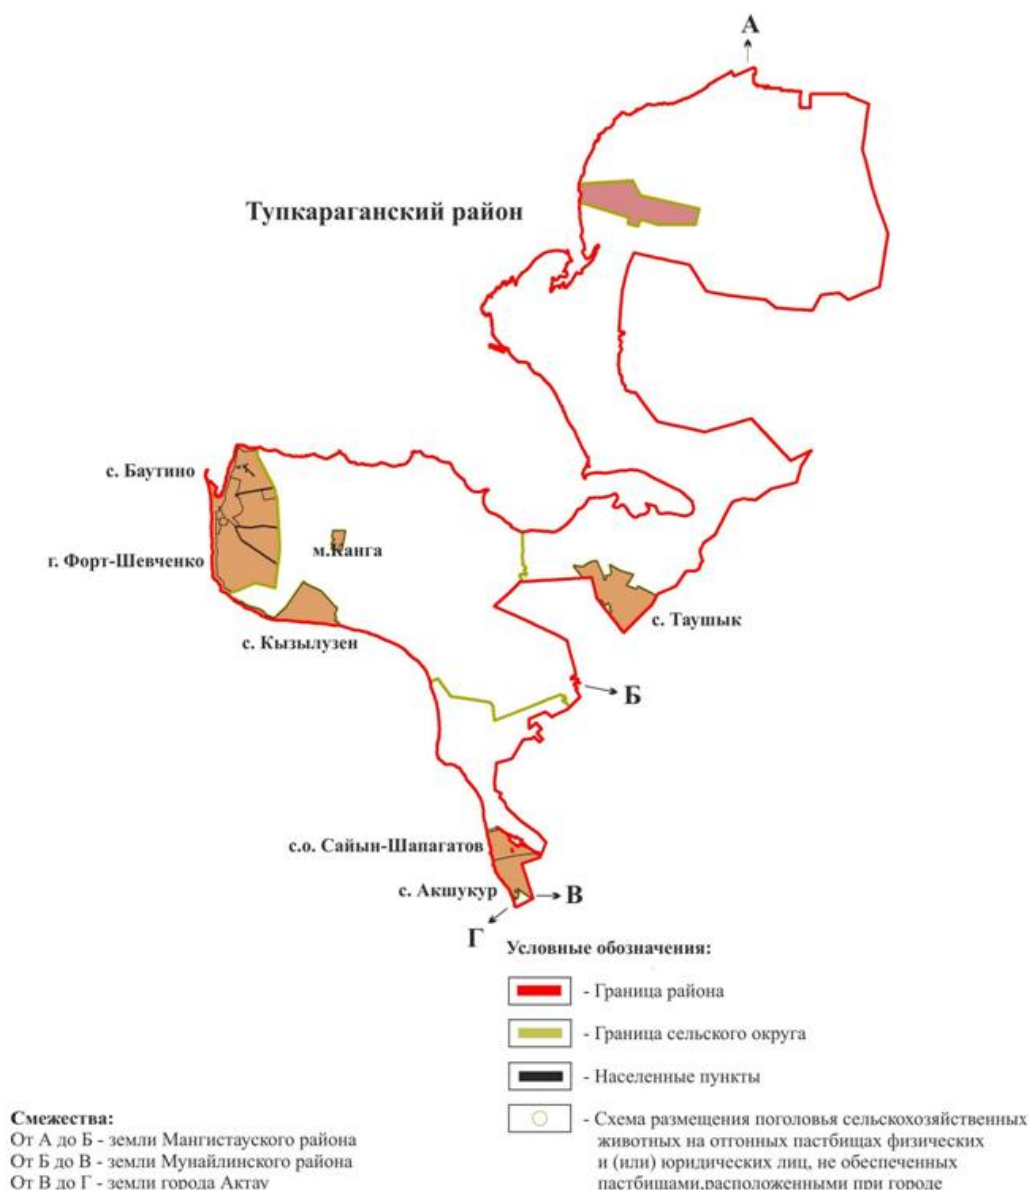 А
Тупкараганский район
с. Баутино
м.Канга
г. Форт-Шевченко
с. Таушык
с. Кызылузен
Б
с.о. Сайын-Шапагатов
с. Акшукур
В
Г
Условные обозначения:
- Граница района
- Граница сельского округа
- Населенные пункты
- Схема размещения поголовья сельскохозяйственных
животных на отгонных пастбищах физических
и (или) юридических лиц, не обеспеченных
пастбищами,расположенными при городе
Смежества:
От А до Б - земли Мангистауского района
От Б до В - земли Мунайлинского района
От В до Г - земли города Актау